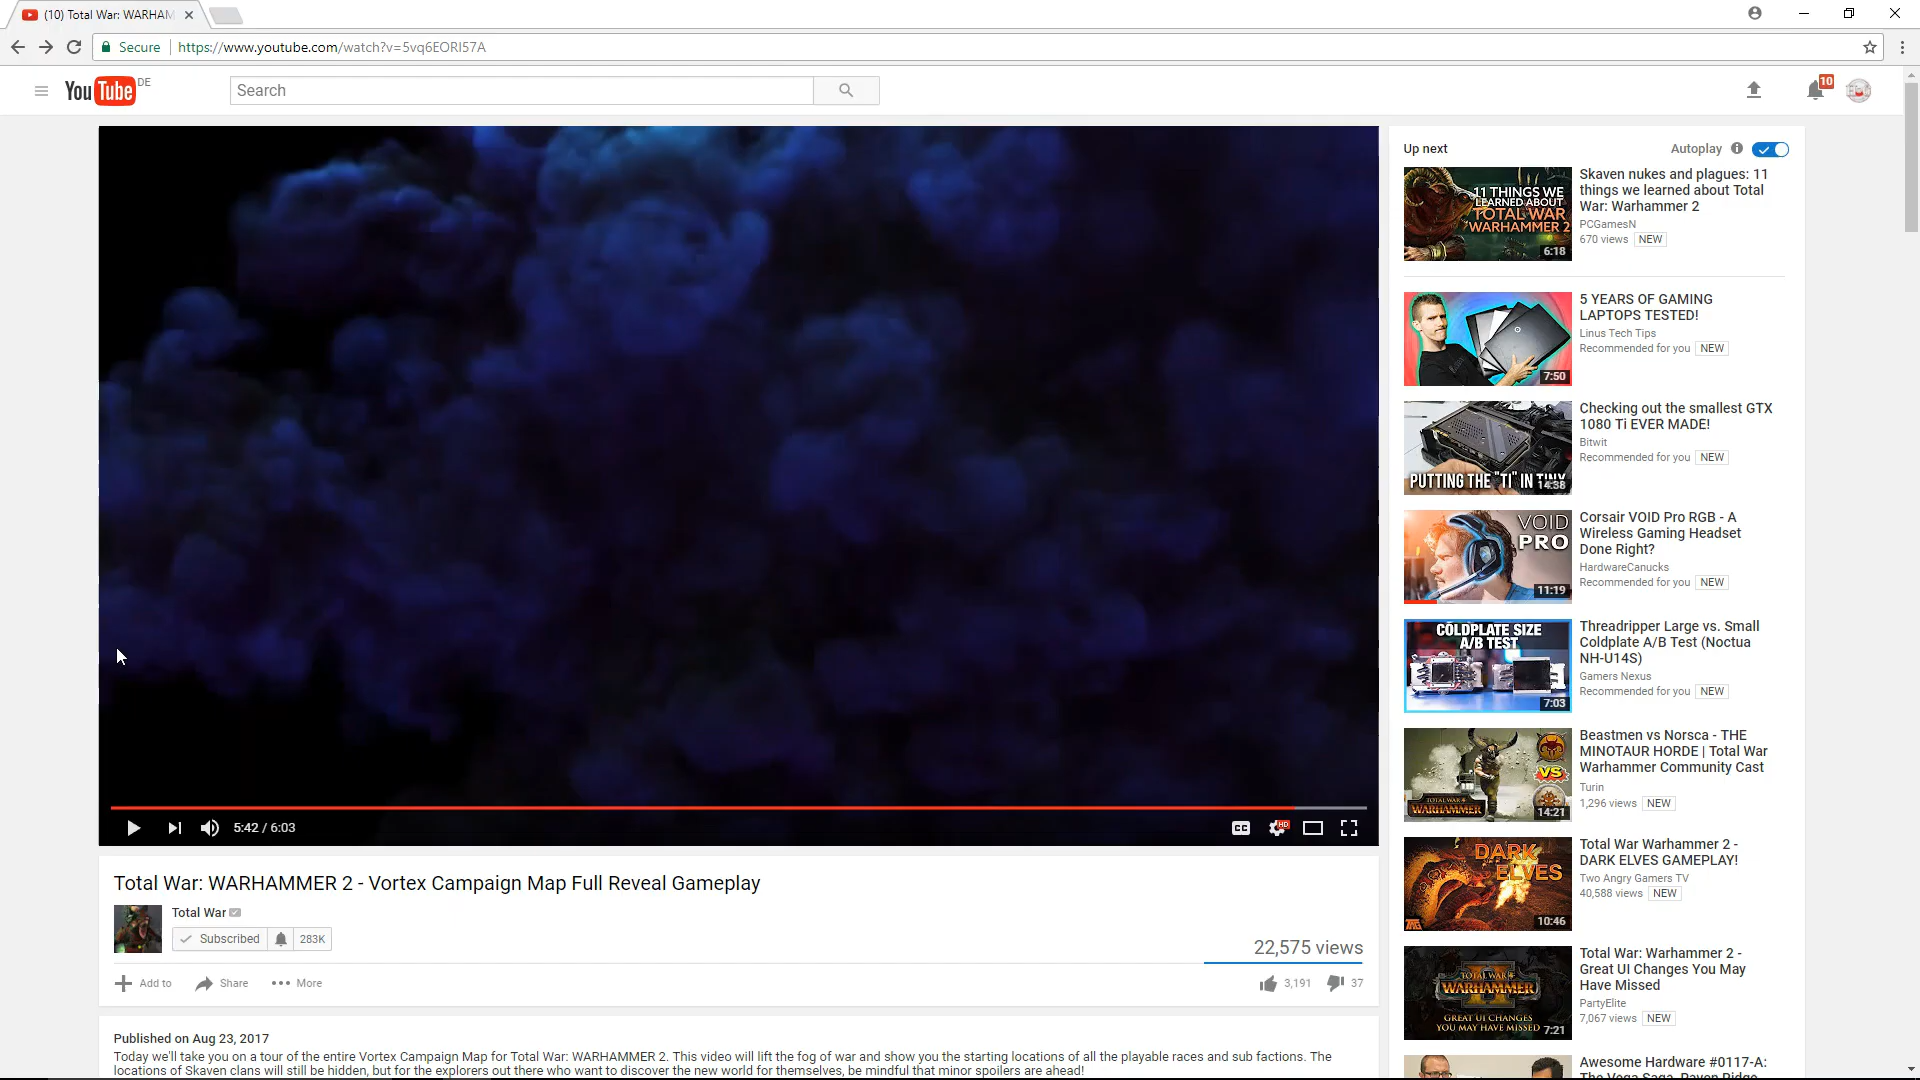 (10) Total War: WARHAM
Secure
https://www.youtube.com/watch?v=5vq6EORI57A
YouTube DE
Search
10
Up next
Autoplay
11 THINGS WE
LEARNED ABOUT
TOTAL WAR
WARHAMMER 2
6:18
Skaven nukes and plagues: 11
things we learned about Total
War: Warhammer 2
PCGamesN
670 views NEW
7:50
5 YEARS OF GAMING
LAPTOPS TESTED!
Linus Tech Tips
Recommended for you NEW
PUTTING THE "TI" IN TINY
14:38
Checking out the smallest GTX
1080 Ti EVER MADE!
Bitwit
Recommended for you NEW
VOID
PRO
11:19
Corsair VOID Pro RGB - A
Wireless Gaming Headset
Done Right?
HardwareCanucks
Recommended for you NEW
COLDPLATE SIZE
A/B TEST
7:03
Threadripper Large vs. Small
Coldplate A/B Test (Noctua
NH-U14S)
Gamers Nexus
Recommended for you NEW
VS
TOTAL WAR
WARHAMMER
14:21
Beastmen vs Norsca - THE
MINOTAUR HORDE | Total War
Warhammer Community Cast
Turin
1,296 views NEW
DARK
ELVES
10:46
Total War Warhammer 2 -
DARK ELVES GAMEPLAY!
Two Angry Gamers TV
40,588 views NEW
TOTAL WAR
WARHAMMER
II
GREAT UI CHANGES
YOU MAY HAVE MISSED
7:21
Total War: Warhammer 2 -
Great UI Changes You May
Have Missed
PartyElite
7,067 views NEW
Awesome Hardware #0117-A:
The Vega Saga, Raven Ridge
5:42 / 6:03
CC
HD
Total War: WARHAMMER 2 - Vortex Campaign Map Full Reveal Gameplay
Total War
Subscribed 283K
22,575 views
Add to Share More
3,191 37
Published on Aug 23, 2017
Today we'll take you on a tour of the entire Vortex Campaign Map for Total War: WARHAMMER 2. This video will lift the fog of war and show you the starting locations of all the playable races and sub factions. The
locations of Skaven clans will still be hidden, but for the explorers out there who want to discover the new world for themselves, be mindful that minor spoilers are ahead!